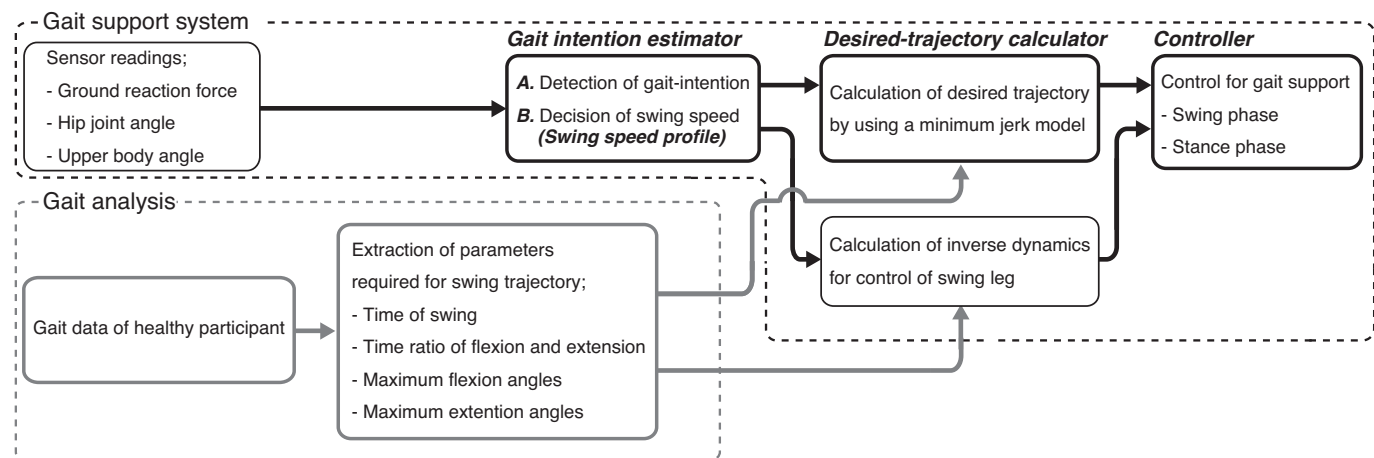 Gait support system
Sensor readings;
- Ground reaction force
- Hip joint angle
- Upper body angle
Gait intention estimator
A. Detection of gait-intention
B. Decision of swing speed
(Swing speed profile)
Desired-trajectory calculator
Calculation of desired trajectory
by using a minimum jerk model
Controller
Control for gait support
- Swing phase
- Stance phase
Calculation of inverse dynamics
for control of swing leg
Gait analysis
Gait data of healthy participant
Extraction of parameters
required for swing trajectory;
- Time of swing
- Time ratio of flexion and extension
- Maximum flexion angles
- Maximum extention angles